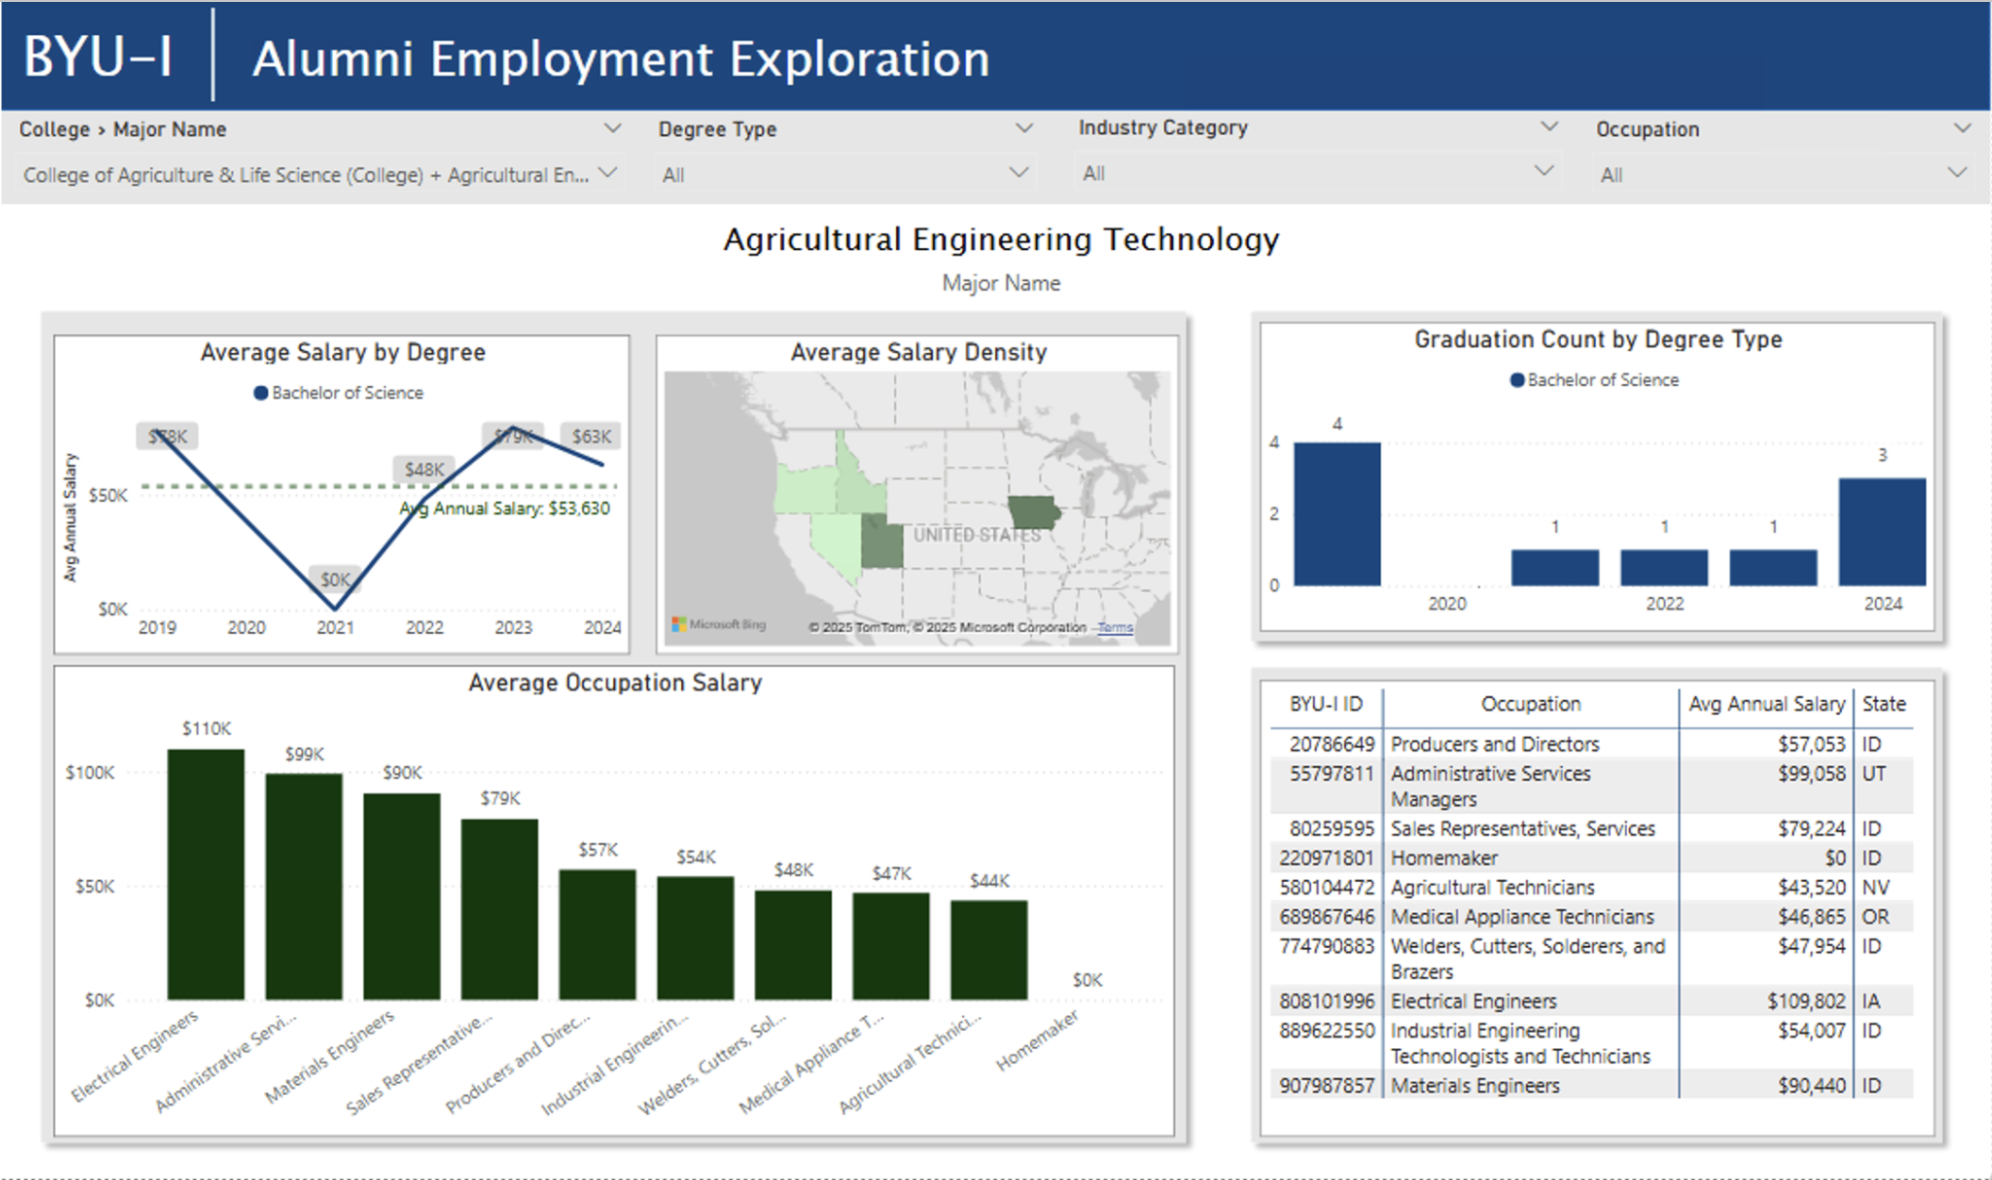 BYU-I
Alumni Employment Exploration
College > Major Name
Degree Type
Industry Category
Occupation
College of Agriculture & Life Science (College) + Agricultural En...
All
All
All
Agricultural Engineering Technology
Major Name
Average Salary by Degree
Bachelor of Science
Avg Annual Salary
$50K
$0K
$78K
$0K
$48K
$79K
$63K
Avg Annual Salary: $53,630
2019 2020 2021 2022 2023 2024
Average Salary Density
UNITED STATES
Microsoft Bing
© 2025 TomTom, © 2025 Microsoft Corporation Terms
Graduation Count by Degree Type
Bachelor of Science
4
2
0
4
1
1
1
3
2020 2022 2024
Average Occupation Salary
$100K
$50K
$0K
$110K
$99K
$90K
$79K
$57K
$54K
$48K
$47K
$44K
$0K
Electrical Engineers
Administrative Servi...
Materials Engineers
Sales Representative...
Producers and Direc...
Industrial Engineerin...
Welders, Cutters, Sol...
Medical Appliance T...
Agricultural Technici...
Homemaker
BYU-I ID Occupation Avg Annual Salary State
20786649 Producers and Directors $57,053 ID
55797811 Administrative Services $99,058 UT
Managers
80259595 Sales Representatives, Services $79,224 ID
220971801 Homemaker $0 ID
580104472 Agricultural Technicians $43,520 NV
689867646 Medical Appliance Technicians $46,865 OR
774790883 Welders, Cutters, Solderers, and $47,954 ID
Brazers
808101996 Electrical Engineers $109,802 IA
889622550 Industrial Engineering $54,007 ID
Technologists and Technicians
907987857 Materials Engineers $90,440 ID